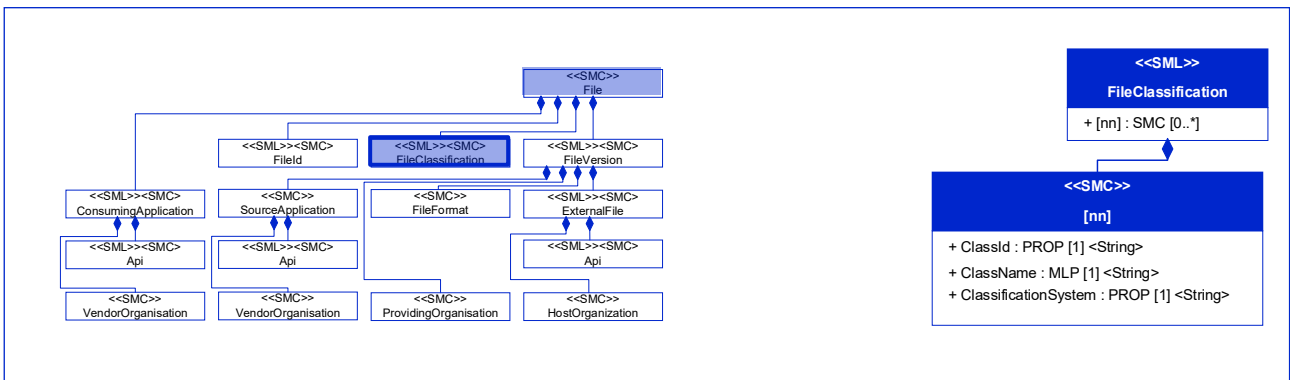 <<SMC>>
File
<<SML>><<SMC>
FileId
<<SML>><<SMC>
FileClassification
<<SML>><<SMC>
FileVersion
<<SML>><<SMC>
ConsumingApplication
<<SMC>>
SourceApplication
<<SMC>>
FileFormat
<<SML>><<SMC>
ExternalFile
<<SML>><<SMC>
Api
<<SML>><<SMC>
Api
<<SML>><<SMC>
Api
<<SMC>>
VendorOrganisation
<<SMC>>
VendorOrganisation
<<SMC>>
ProvidingOrganisation
<<SMC>>
HostOrganization
<<SML>>
FileClassification
+ [nn] : SMC [0..*]
<<SMC>>
[nn]
+ ClassId : PROP [1] <String>
+ ClassName : MLP [1] <String>
+ ClassificationSystem : PROP [1] <String>